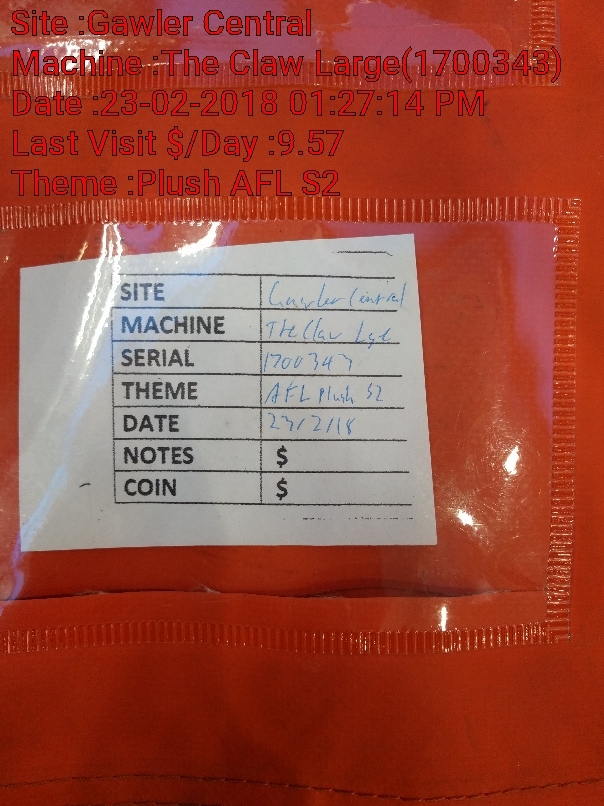 Site :Gawler Central
Machine :The Claw Large(1700343)
Date :23-02-2018 01:27:14 PM
Last Visit $/Day :9.57
Theme :Plush AFL S2
SITE Gawler Central
MACHINE The Claw Lge
SERIAL 1700343
THEME AFL Plush S2
DATE 23/2/18
NOTES $
COIN $